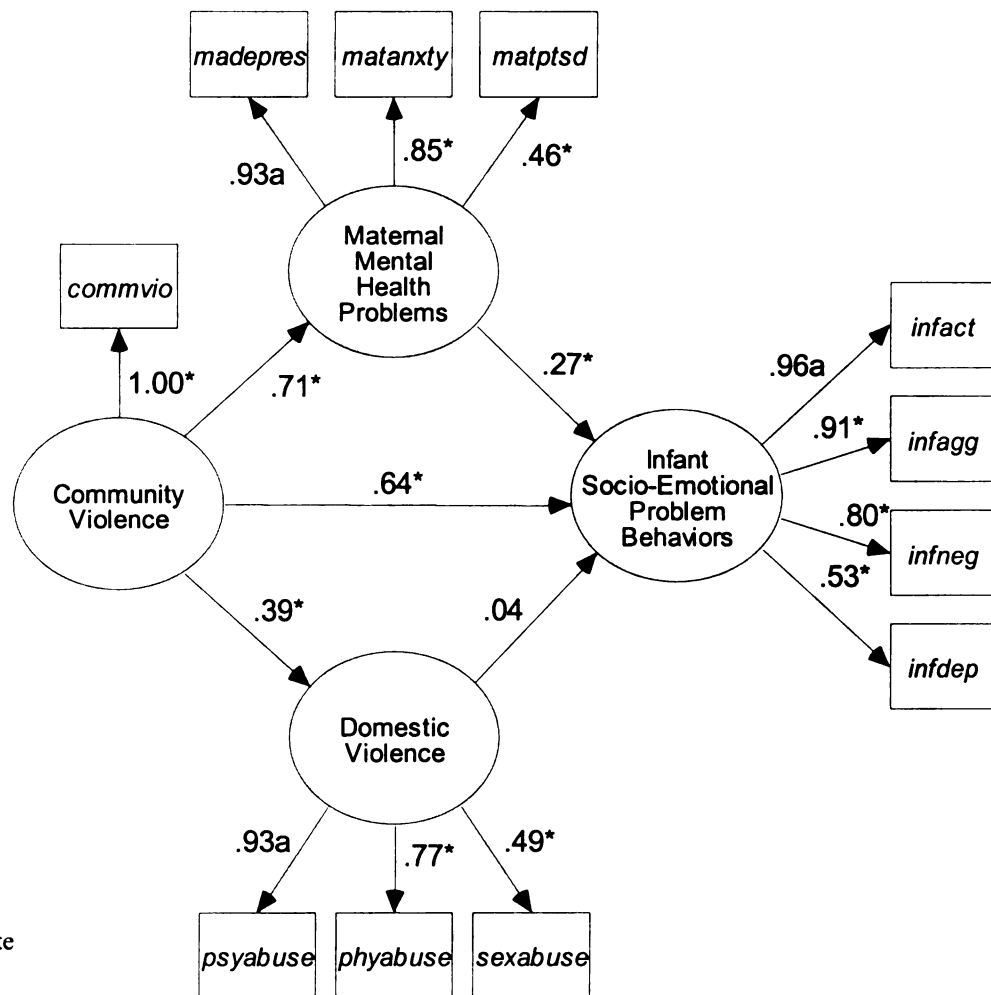 madepres
matanxty
matptsd
.93a
.85*
.46*
Maternal
Mental
Health
Problems
commvio
1.00*
.71*
.27*
infact
.96a
.91*
infagg
Community
Violence
.64*
Infant
Socio-Emotional
Problem
Behaviors
.80*
infneg
.53*
.39*
.04
infdep
Domestic
Violence
.93a
.77*
.49*
psyabuse
phyabuse
sexabuse